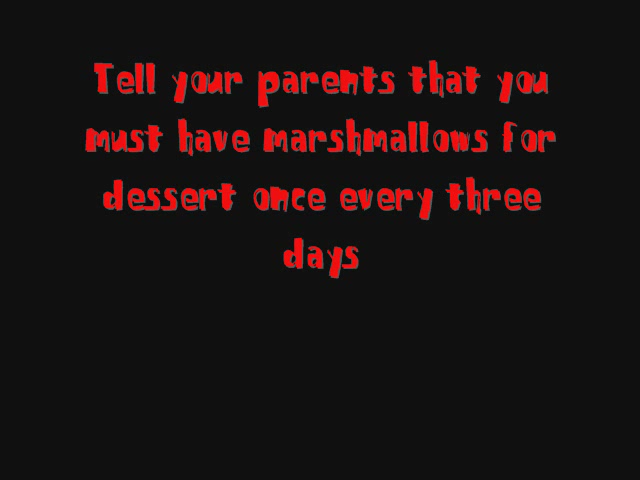 Tell your parents that you
must have marshmallows for
dessert once every three
days